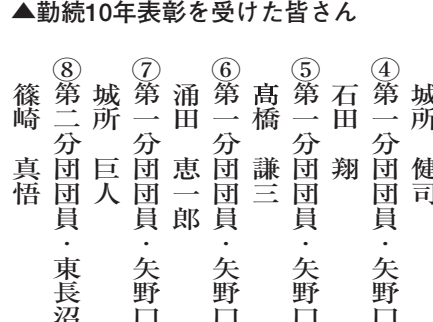 ▲勤続10年表彰を受けた皆さん
城所　健司
④第一分団団員・矢野口
石田　翔
⑤第一分団団員・矢野口
髙橋　謙三
⑥第一分団団員・矢野口
涌田　恵一郎
⑦第一分団団員・矢野口
城所　巨人
⑧第二分団団員・東長沼
篠崎　真悟